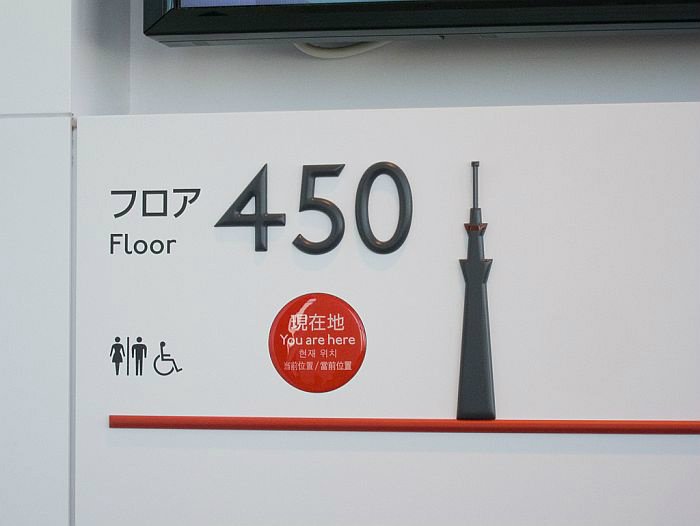 フロア 450
Floor
現在地
You are here
현재 위치
当前位置 / 當前位置